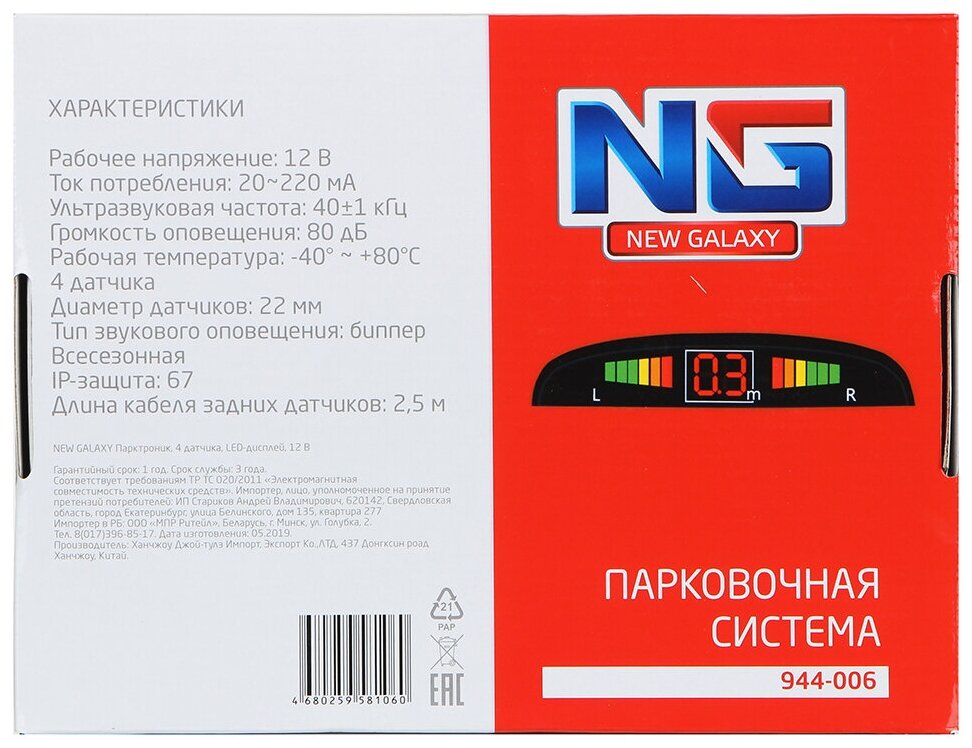 ХАРАКТЕРИСТИКИ
Рабочее напряжение: 12 В
Ток потребления: 20~220 мА
Ультразвуковая частота: 40±1 кГц
Громкость оповещения: 80 дБ
Рабочая температура: -40° ~ +80°С
4 датчика
Диаметр датчиков: 22 мм
Тип звукового оповещения: биппер
Всесезонная
IP-защита: 67
Длина кабеля задних датчиков: 2,5 м
NEW GALAXY Парктроник, 4 датчика, LED-дисплей, 12 В
Гарантийный срок: 1 год. Срок службы: 3 года.
Соответствует требованиям ТР ТС 020/2011 «Электромагнитная
совместимость технических средств». Импортер, лицо, уполномоченное на принятие
претензий потребителей: ИП Стариков Андрей Владимирович, 620142, Свердловская
область, город Екатеринбург, улица Белинского, дом 135, квартира 277
Импортер в РБ: ООО «МПР Ритейл», Беларусь, г. Минск, ул. Голубка, 2.
Тел. 8(017)396-85-17. Дата изготовления: 05.2019.
Производитель: Ханчжоу Джой-тулз Импорт, Экспорт Ко.,ЛТД, 437 Донгксин роад
Ханчжоу, Китай.
21
PAP
EAC
4 680259 581060
NG
NEW GALAXY
L 0.3 m R
ПАРКОВОЧНАЯ
СИСТЕМА
944-006